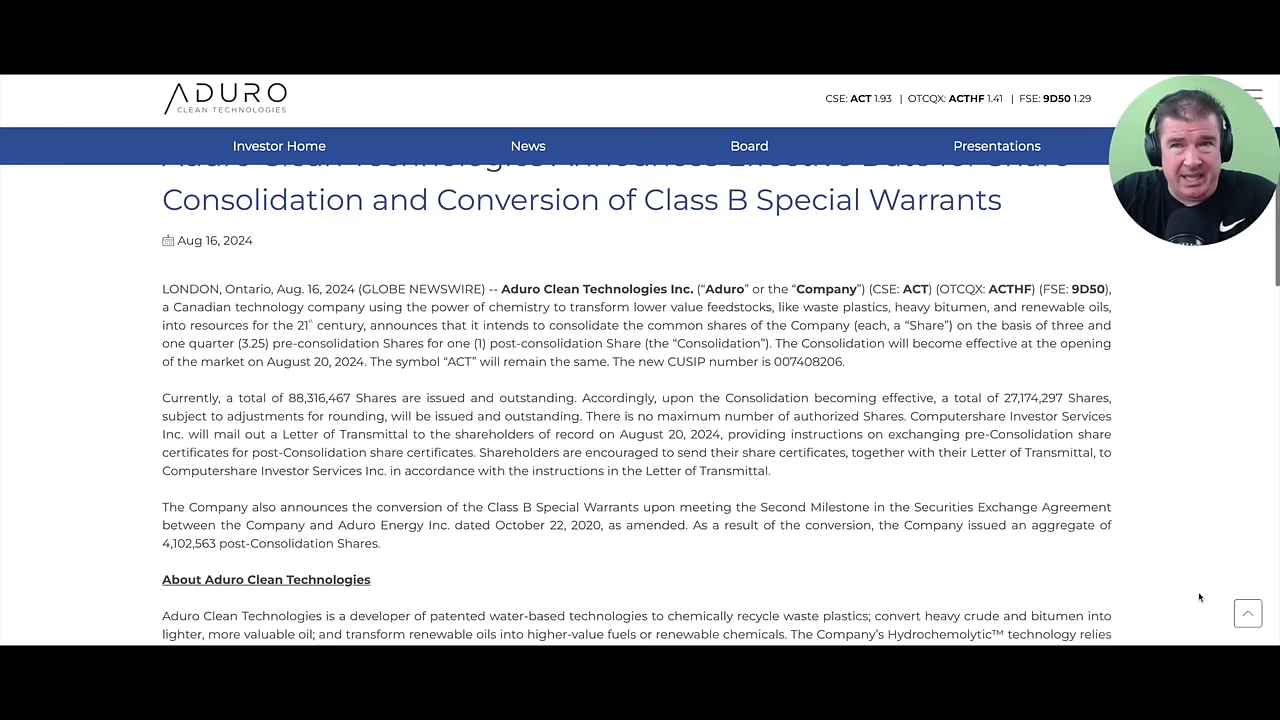 ADURO
CLEAN TECHNOLOGIES
CSE: ACT 1.93 | OTCQX: ACTHF 1.41 | FSE: 9D50 1.29
Investor Home News Board Presentations
Aduro Clean Technologies Announces Effective Date for Share
Consolidation and Conversion of Class B Special Warrants
Aug 16, 2024
LONDON, Ontario, Aug. 16, 2024 (GLOBE NEWSWIRE) -- Aduro Clean Technologies Inc. (“Aduro” or the “Company”) (CSE: ACT) (OTCQX: ACTHF) (FSE: 9D50),
a Canadian technology company using the power of chemistry to transform lower value feedstocks, like waste plastics, heavy bitumen, and renewable oils,
into resources for the 21st century, announces that it intends to consolidate the common shares of the Company (each, a “Share”) on the basis of three and
one quarter (3.25) pre-consolidation Shares for one (1) post-consolidation Share (the “Consolidation”). The Consolidation will become effective at the opening
of the market on August 20, 2024. The symbol “ACT” will remain the same. The new CUSIP number is 007408206.
Currently, a total of 88,316,467 Shares are issued and outstanding. Accordingly, upon the Consolidation becoming effective, a total of 27,174,297 Shares,
subject to adjustments for rounding, will be issued and outstanding. There is no maximum number of authorized Shares. Computershare Investor Services
Inc. will mail out a Letter of Transmittal to the shareholders of record on August 20, 2024, providing instructions on exchanging pre-Consolidation share
certificates for post-Consolidation share certificates. Shareholders are encouraged to send their share certificates, together with their Letter of Transmittal, to
Computershare Investor Services Inc. in accordance with the instructions in the Letter of Transmittal.
The Company also announces the conversion of the Class B Special Warrants upon meeting the Second Milestone in the Securities Exchange Agreement
between the Company and Aduro Energy Inc. dated October 22, 2020, as amended. As a result of the conversion, the Company issued an aggregate of
4,102,563 post-Consolidation Shares.
About Aduro Clean Technologies
Aduro Clean Technologies is a developer of patented water-based technologies to chemically recycle waste plastics; convert heavy crude and bitumen into
lighter, more valuable oil; and transform renewable oils into higher-value fuels or renewable chemicals. The Company’s Hydrochemolytic™ technology relies